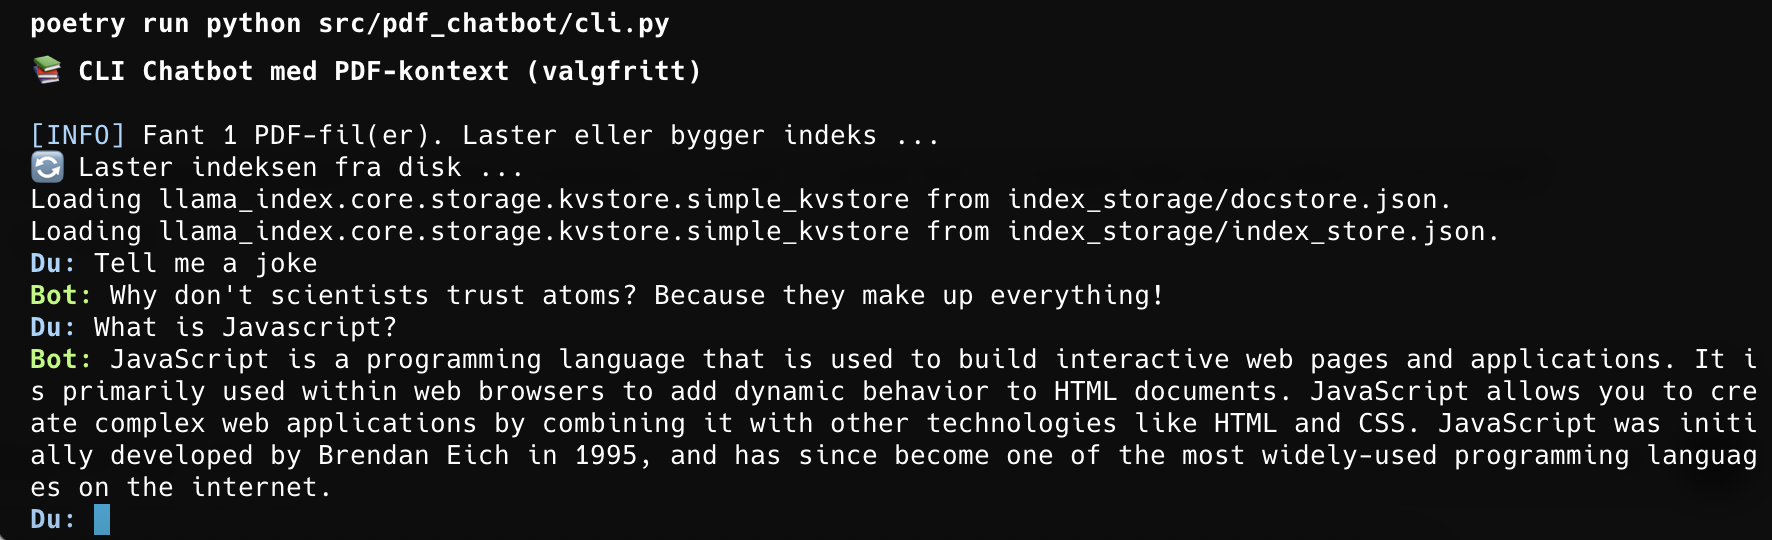 poetry run python src/pdf_chatbot/cli.py
📚 CLI Chatbot med PDF-kontext (valgfritt)
[INFO] Fant 1 PDF-fil(er). Laster eller bygger indeks ...
🔄 Laster indeksen fra disk ...
Loading llama_index.core.storage.kvstore.simple_kvstore from index_storage/docstore.json.
Loading llama_index.core.storage.kvstore.simple_kvstore from index_storage/index_store.json.
Du: Tell me a joke
Bot: Why don't scientists trust atoms? Because they make up everything!
Du: What is Javascript?
Bot: JavaScript is a programming language that is used to build interactive web pages and applications. It i
s primarily used within web browsers to add dynamic behavior to HTML documents. JavaScript allows you to cre
ate complex web applications by combining it with other technologies like HTML and CSS. JavaScript was initi
ally developed by Brendan Eich in 1995, and has since become one of the most widely-used programming languag
es on the internet.
Du: